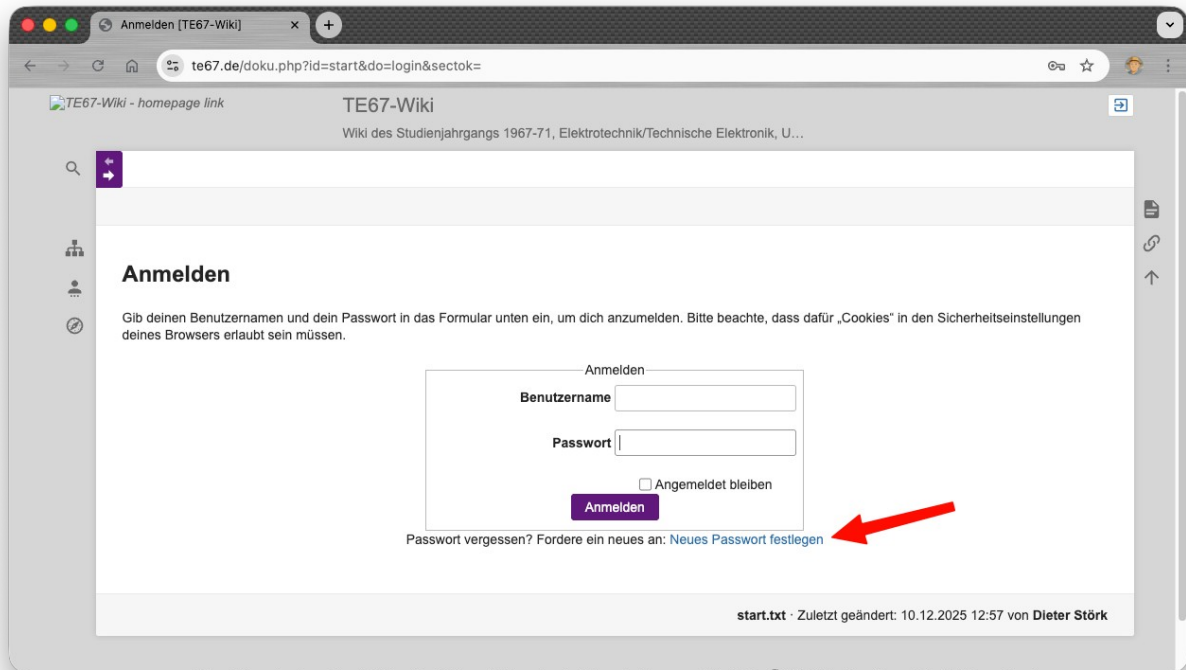 Anmelden [TE67-Wiki]
te67.de/doku.php?id=start&do=login&sectok=
TE67-Wiki - homepage link
TE67-Wiki
Wiki des Studienjahrgangs 1967-71, Elektrotechnik/Technische Elektronik, U...
Anmelden
Gib deinen Benutzernamen und dein Passwort in das Formular unten ein, um dich anzumelden. Bitte beachte, dass dafür „Cookies“ in den Sicherheitseinstellungen
deines Browsers erlaubt sein müssen.
Anmelden
Benutzername
Passwort
Angemeldet bleiben
Anmelden
Passwort vergessen? Fordere ein neues an: Neues Passwort festlegen
start.txt · Zuletzt geändert: 10.12.2025 12:57 von Dieter Störk